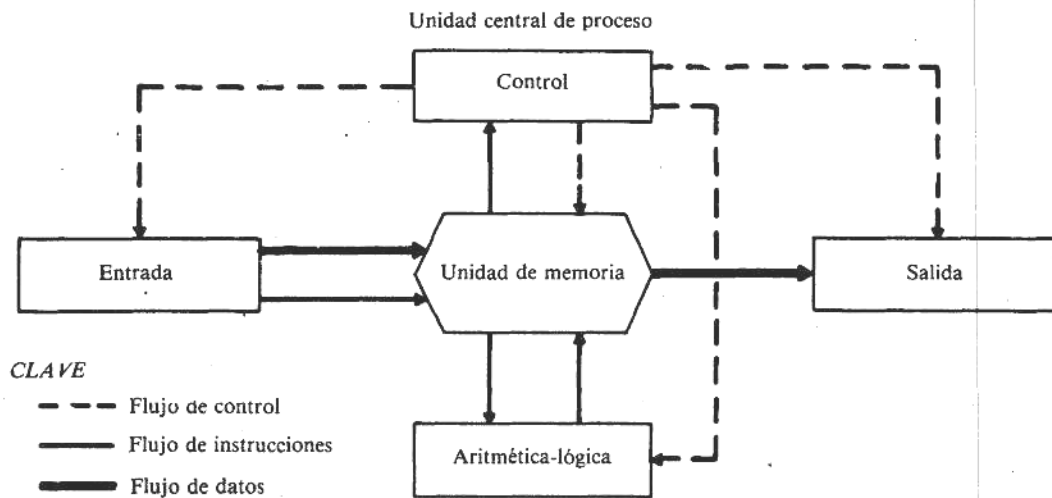 Unidad central de proceso
Control
Entrada
Unidad de memoria
Salida
Aritmética-lógica
CLAVE
Flujo de control
Flujo de instrucciones
Flujo de datos